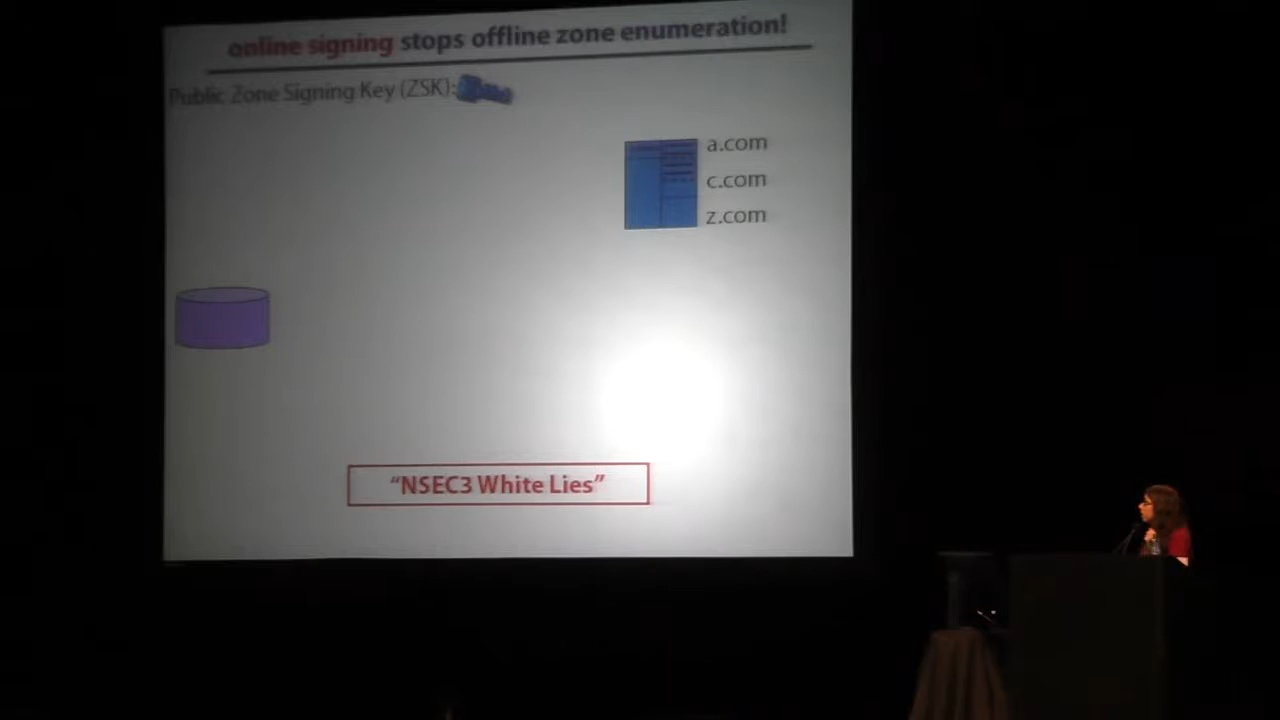 online signing stops offline zone enumeration!
Public Zone Signing Key (ZSK):
a.com
c.com
z.com
“NSEC3 White Lies”